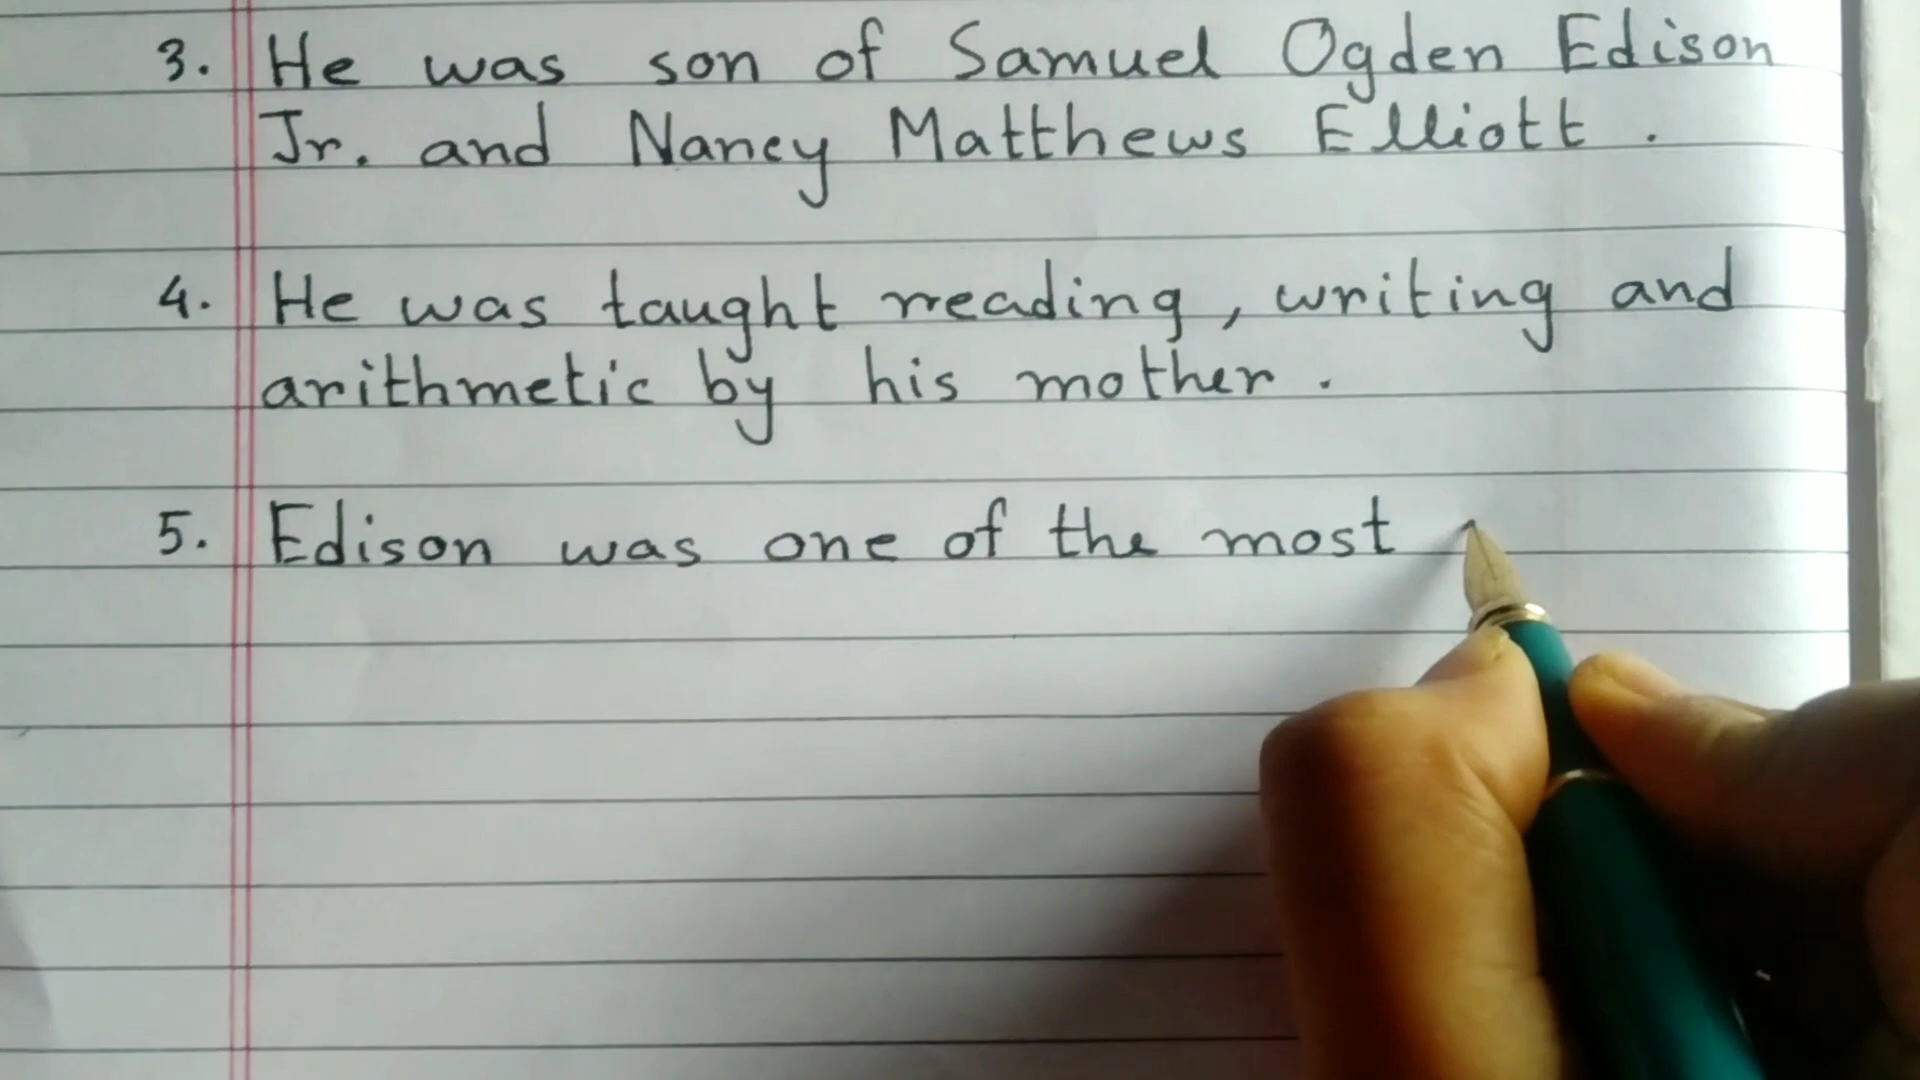 3. He was son of Samuel Ogden Edison
Jr. and Nancy Matthews Elliott.
4. He was taught reading, writing and
arithmetic by his mother.
5. Edison was one of the most